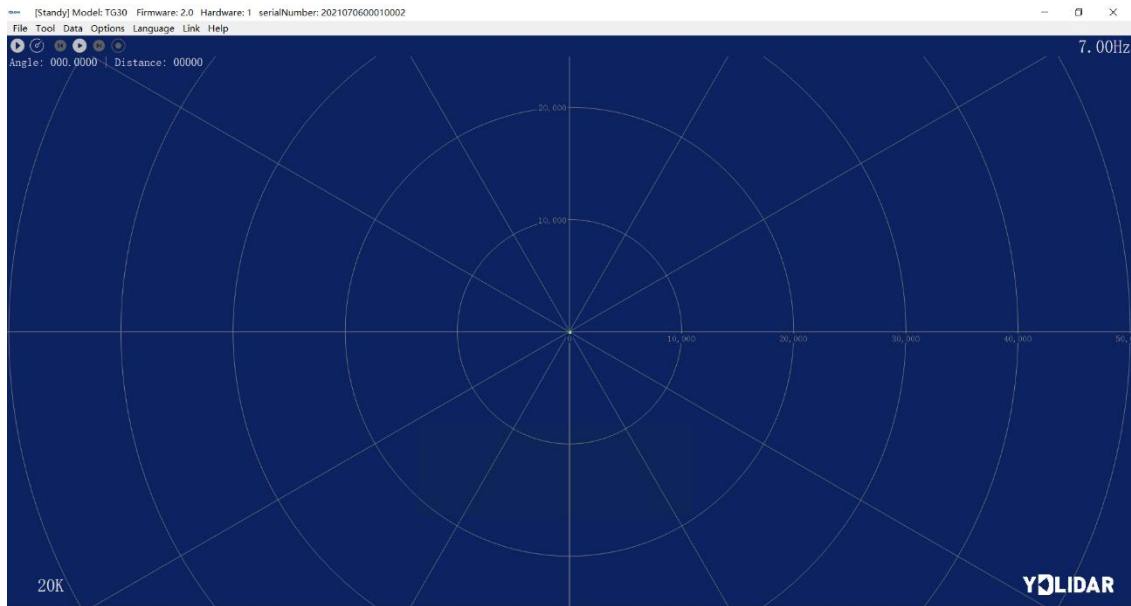 [Standy] Model: TG30 Firmware: 2.0 Hardware: 1 serialNumber: 2021070600010002
File Tool Data Options Language Link Help
7.00Hz
Angle: 000.0000 | Distance: 00000
20,000
10,000
0 10,000 20,000 30,000 40,000 50,
20K
YDLIDAR